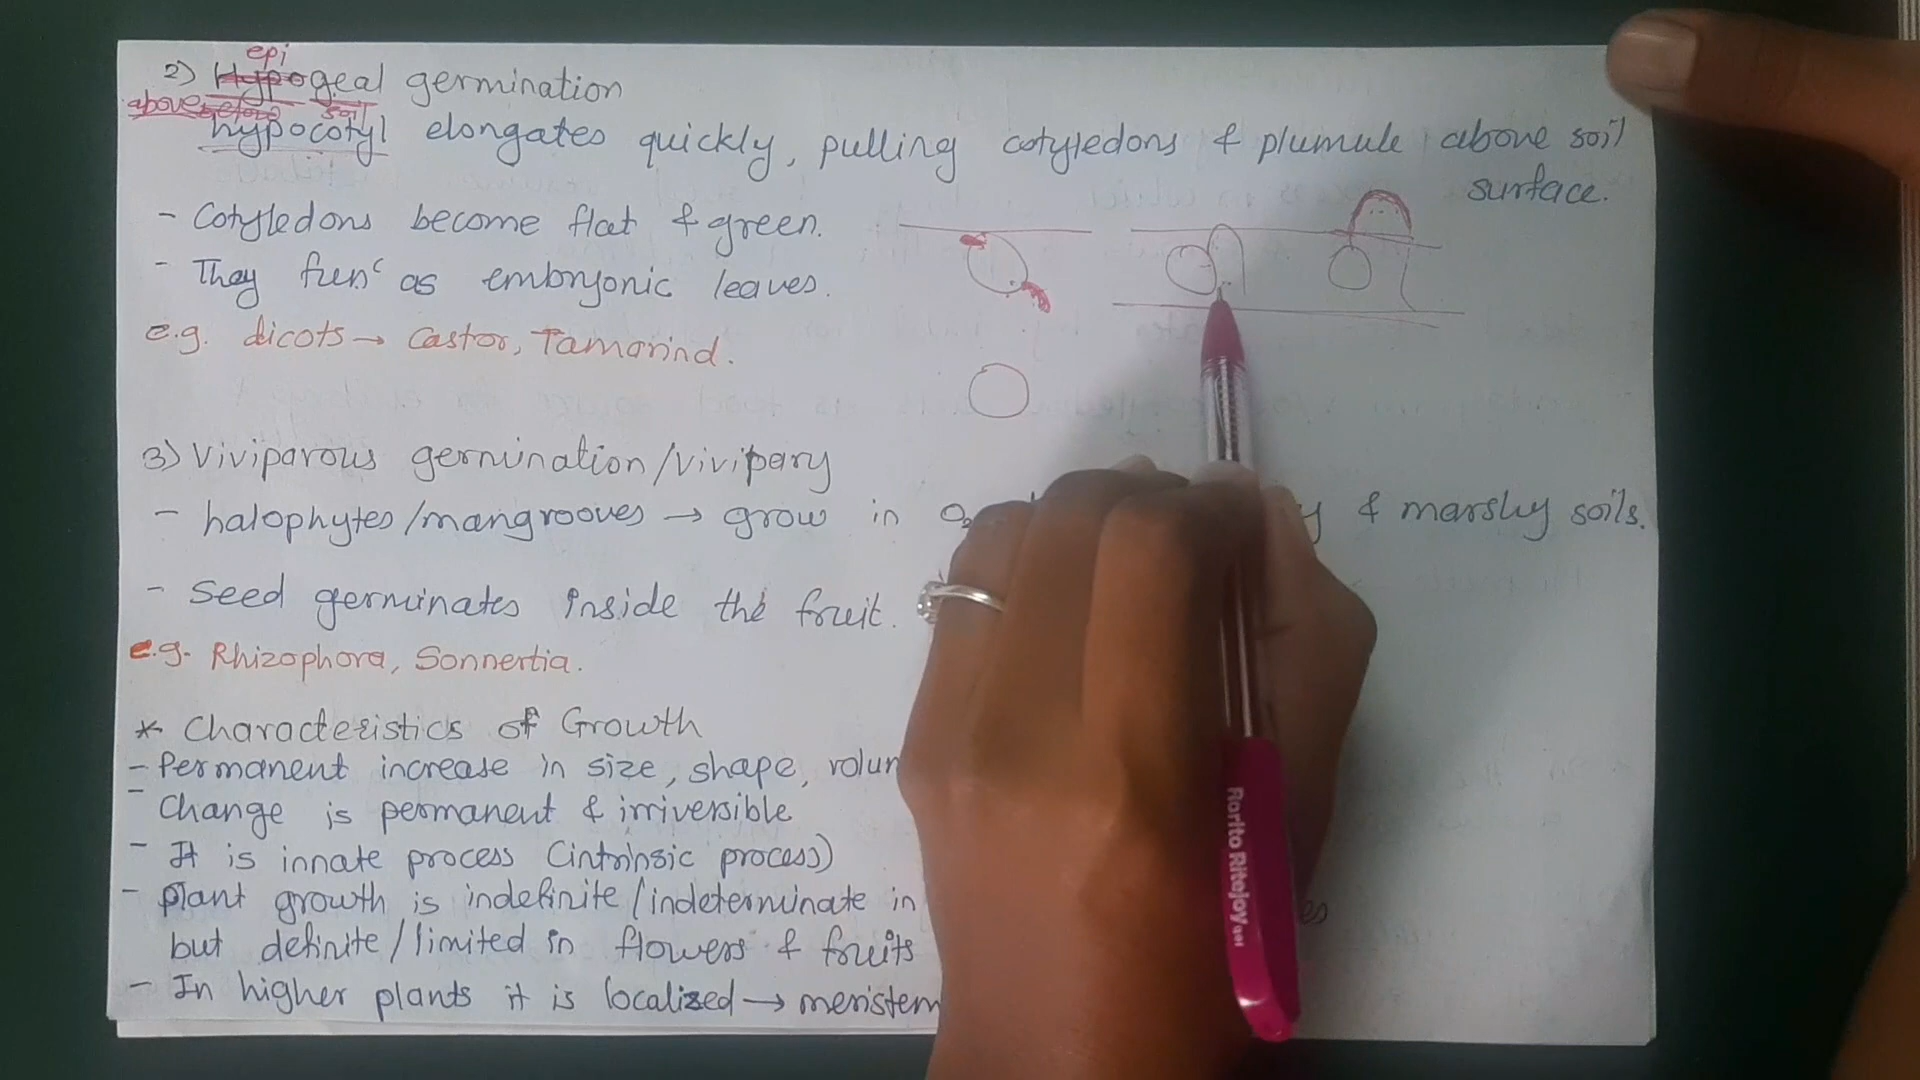 epi
2) Hypogeal germination
above below soil
hypocotyl elongates quickly, pulling cotyledons & plumule above soil
surface.
- Cotyledons become flat & green.
- They funᶜ as embryonic leaves.
e.g. dicots → Castor, Tamarind.
3) Viviparous germination/vivipary
- halophytes/mangrooves → grow in O₂ & marshy soils.
- Seed germinates inside the fruit.
e.g. Rhizophora, Sonnertia.
* Characteristics of Growth
- Permanent increase in size, shape,
- Change is permanent & irriversible
- It is innate process (intrinsic process)
- plant growth is indefinite/indeterminate in
but definite/limited in flowers & fruits
- In higher plants it is localized → meristem
Rorito Ritejoy gel